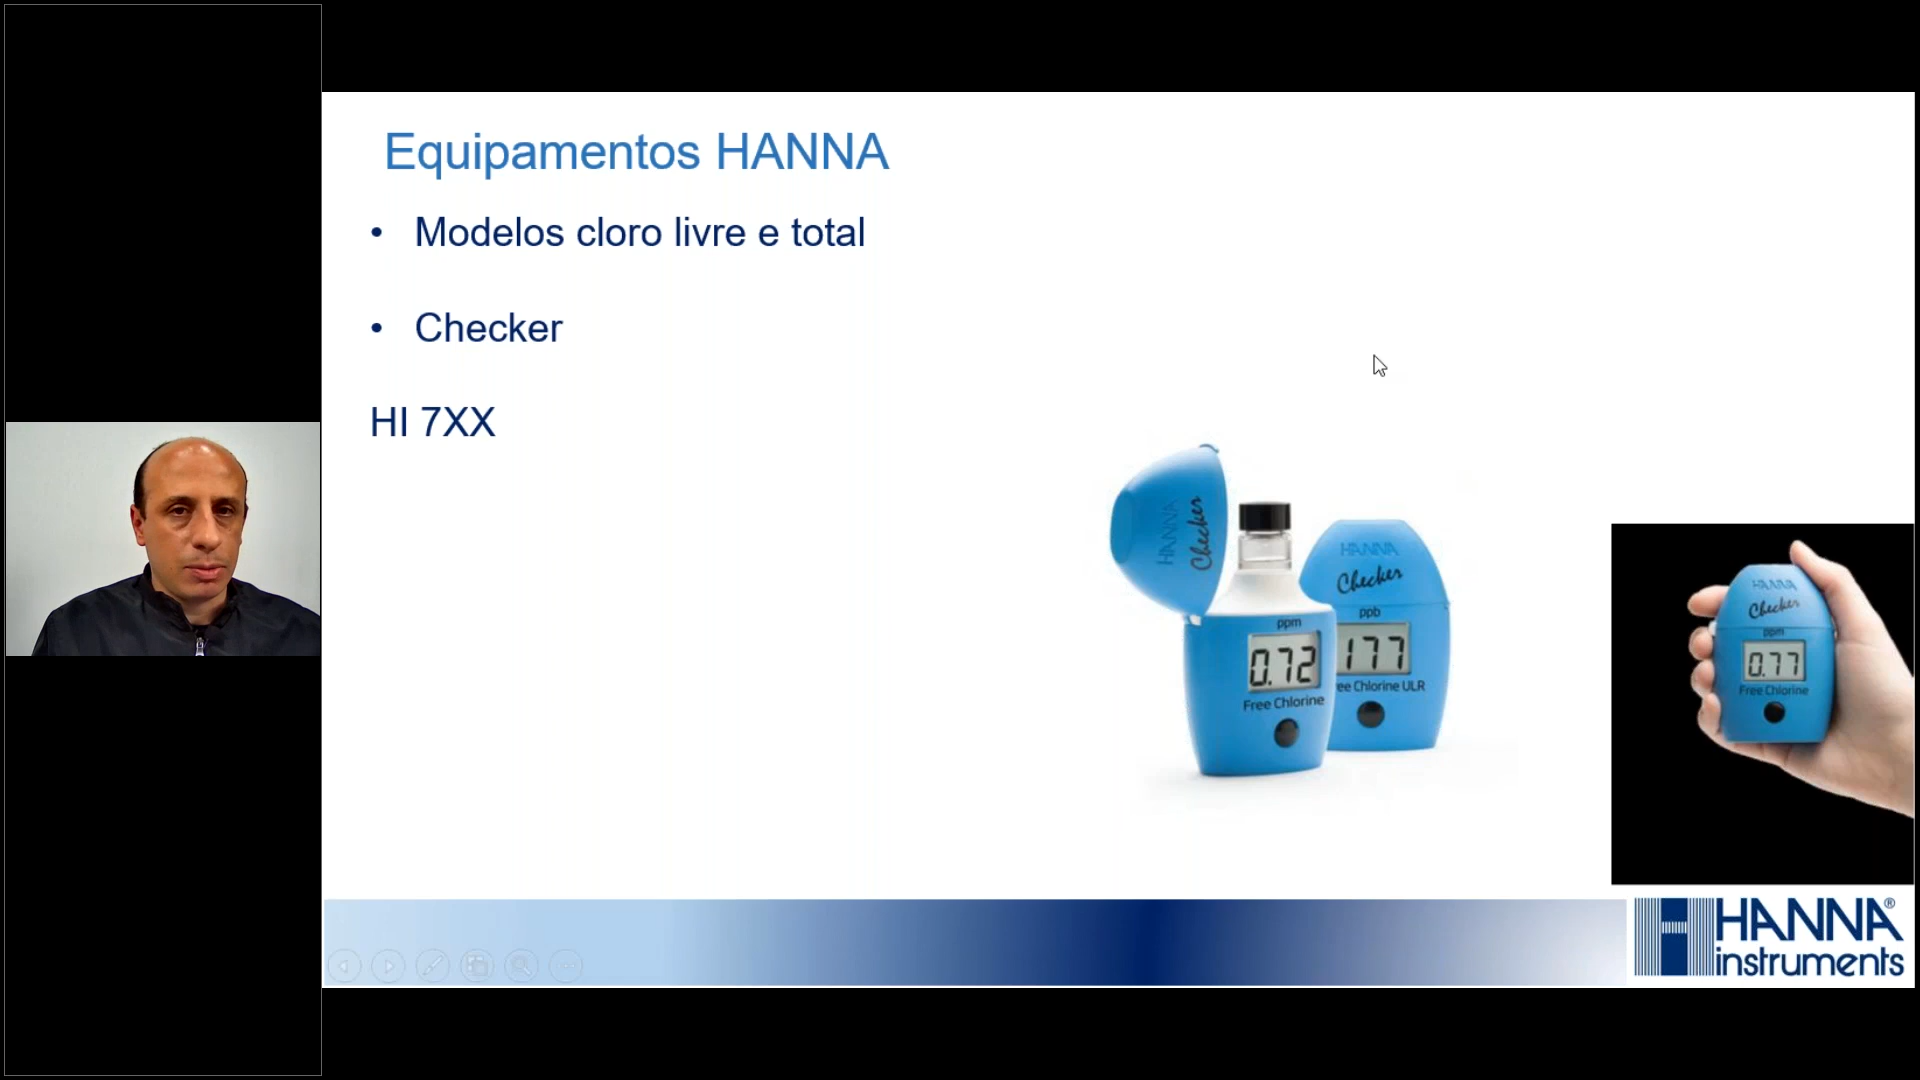 Equipamentos HANNA
• Modelos cloro livre e total
• Checker
HI 7XX
HANNA
Checker
ppm
0.72
Free Chlorine
HANNA
Checker
ppb
177
ee Chlorine ULR
HANNA
Checker
ppm
0.77
Free Chlorine
HANNA®
instruments